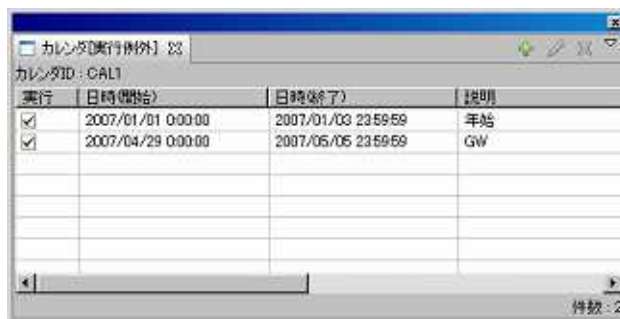 カレンダ[実行例外]
カレンダID : CAL1
実行 日時(開始) 日時(終了) 説明
2007/01/01 0:00:00 2007/01/03 23:59:59 年始
2007/04/29 0:00:00 2007/05/05 23:59:59 GW
件数 : 2